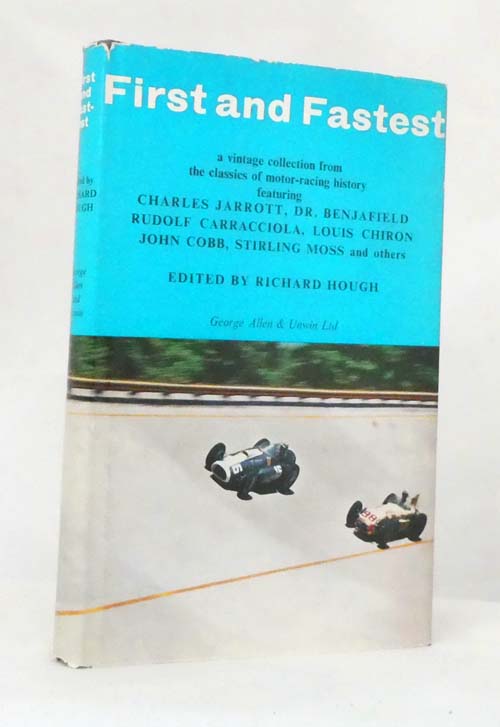 First and Fastest
a vintage collection from
the classics of motor-racing history
featuring
CHARLES JARROTT, DR. BENJAFIELD
RUDOLF CARRACCIOLA, LOUIS CHIRON
JOHN COBB, STIRLING MOSS and others
EDITED BY RICHARD HOUGH
George Allen & Unwin Ltd